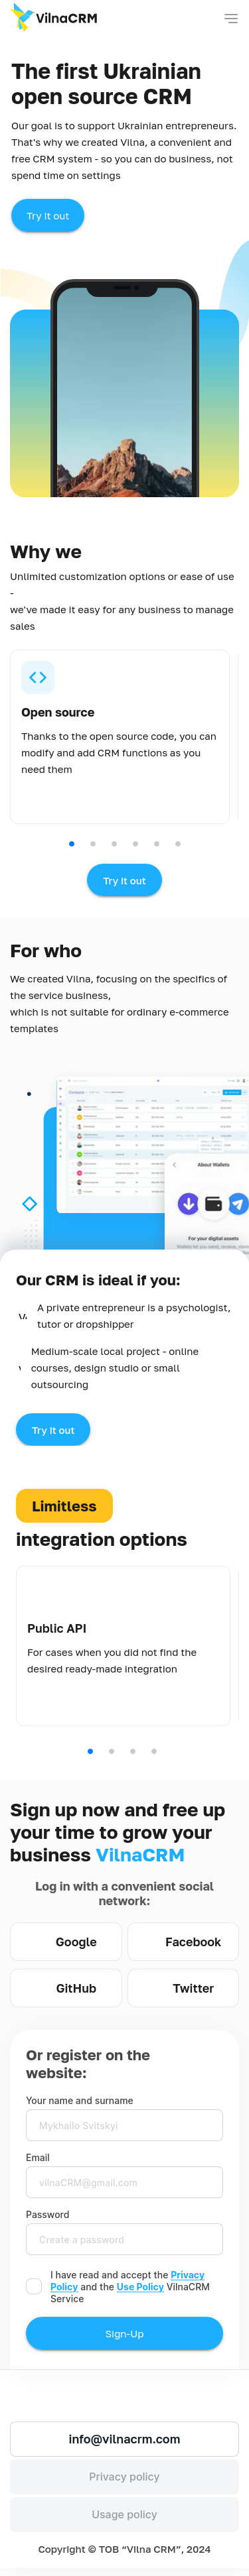 VilnaCRM
The first Ukrainian
open source CRM
Our goal is to support Ukrainian entrepreneurs.
That's why we created Vilna, a convenient and
free CRM system - so you can do business, not
spend time on settings
Try it out
Why we
Unlimited customization options or ease of use
-
we've made it easy for any business to manage
sales
Open source
Thanks to the open source code, you can
modify and add CRM functions as you
need them
Try it out
For who
We created Vilna, focusing on the specifics of
the service business,
which is not suitable for ordinary e-commerce
templates
Contacts
About Wallets
For your digital assets
Our CRM is ideal if you:
A private entrepreneur is a psychologist,
tutor or dropshipper
Medium-scale local project - online
courses, design studio or small
outsourcing
Try it out
Limitless
integration options
Public API
For cases when you did not find the
desired ready-made integration
Sign up now and free up
your time to grow your
business VilnaCRM
Log in with a convenient social
network:
Google
Facebook
GitHub
Twitter
Or register on the
website:
Your name and surname
Mykhailo Svitskyi
Email
vilnaCRM@gmail.com
Password
Create a password
I have read and accept the Privacy
Policy and the Use Policy VilnaCRM
Service
Sign-Up
info@vilnacrm.com
Privacy policy
Usage policy
Copyright © ТОВ “Vilna CRM”, 2024